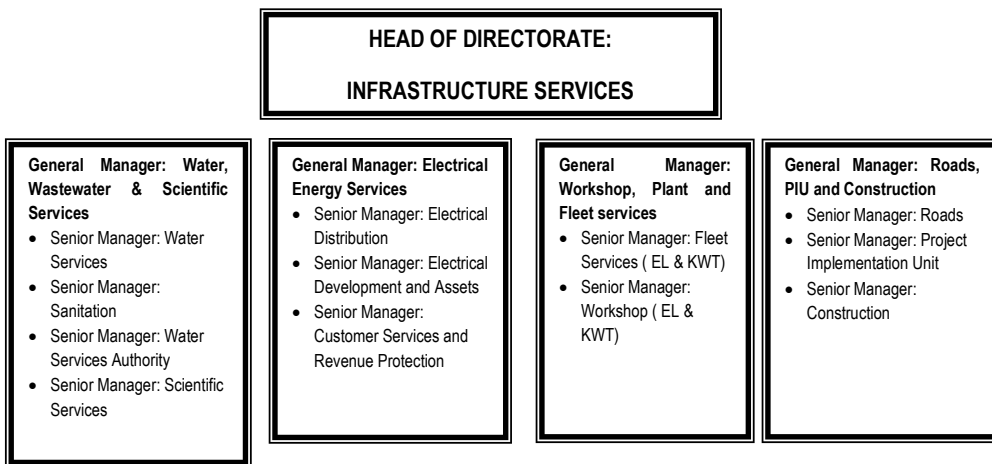 HEAD OF DIRECTORATE:
INFRASTRUCTURE SERVICES
General Manager: Water,
Wastewater & Scientific
Services
• Senior Manager: Water
Services
• Senior Manager:
Sanitation
• Senior Manager: Water
Services Authority
• Senior Manager: Scientific
Services
General Manager: Electrical
Energy Services
• Senior Manager: Electrical
Distribution
• Senior Manager: Electrical
Development and Assets
• Senior Manager:
Customer Services and
Revenue Protection
General Manager:
Workshop, Plant and
Fleet services
• Senior Manager: Fleet
Services ( EL & KWT)
• Senior Manager:
Workshop ( EL &
KWT)
General Manager: Roads,
PIU and Construction
• Senior Manager: Roads
• Senior Manager: Project
Implementation Unit
• Senior Manager:
Construction